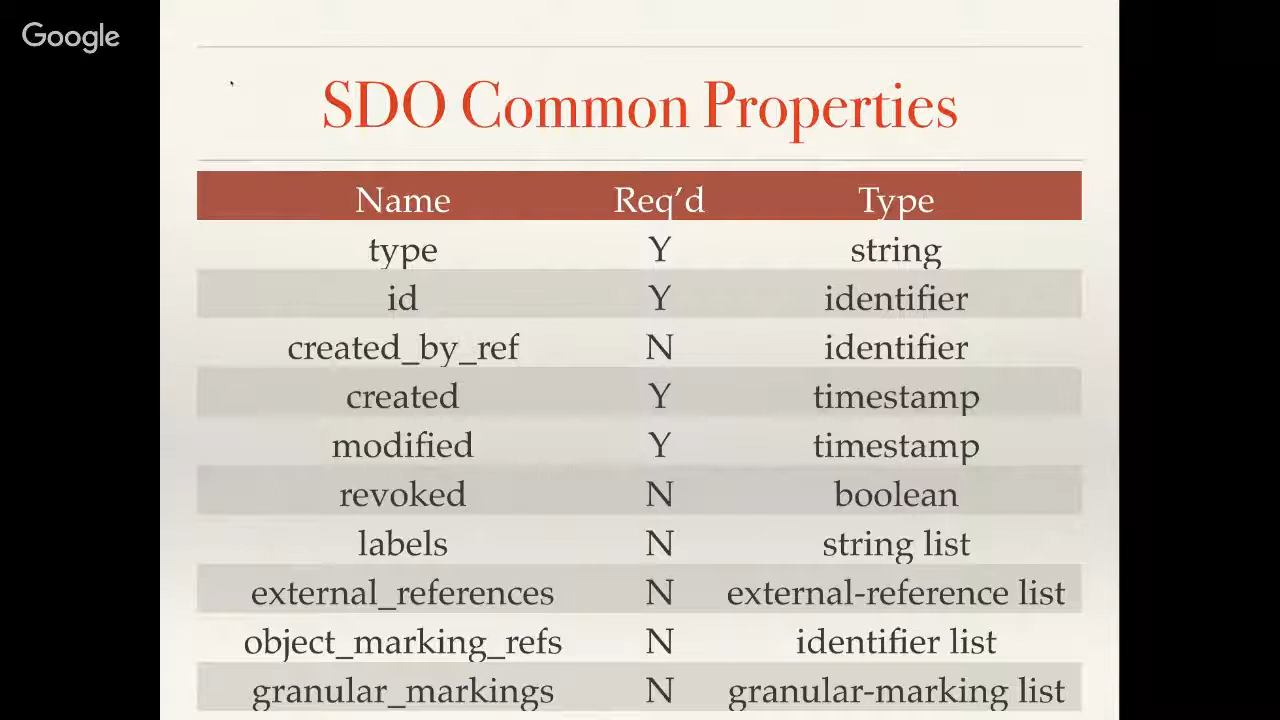 Google
SDO Common Properties
Name Req’d Type
type Y string
id Y identifier
created_by_ref N identifier
created Y timestamp
modified Y timestamp
revoked N boolean
labels N string list
external_references N external-reference list
object_marking_refs N identifier list
granular_markings N granular-marking list